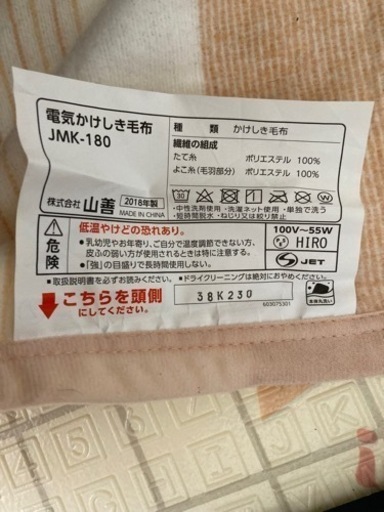 電気かけしき毛布
JMK-180
株式会社 山善 2018年製
MADE IN CHINA
種 類 かけしき毛布
繊維の組成
たて糸 ポリエステル 100%
よこ糸(毛羽部分) ポリエステル 100%
・中性洗剤使用 ・洗濯ネット使用 ・単独で洗う
・短時間脱水 ・ねじり又は絞り禁止
危険
低温やけどの恐れあり。
●乳幼児やお年寄り、ご自分で温度調節できない方、
皮ふの弱い方が使用されるときは特に注意する。
●「強」の目盛りで長時間使用しない。
100V~55W
PS
E HIRO
JET
・取扱説明書を必ずお読みください。
・ドライクリーニングは絶対におやめください。
こちらを頭側
にしてください。
38K230
603075301
本体丸洗い